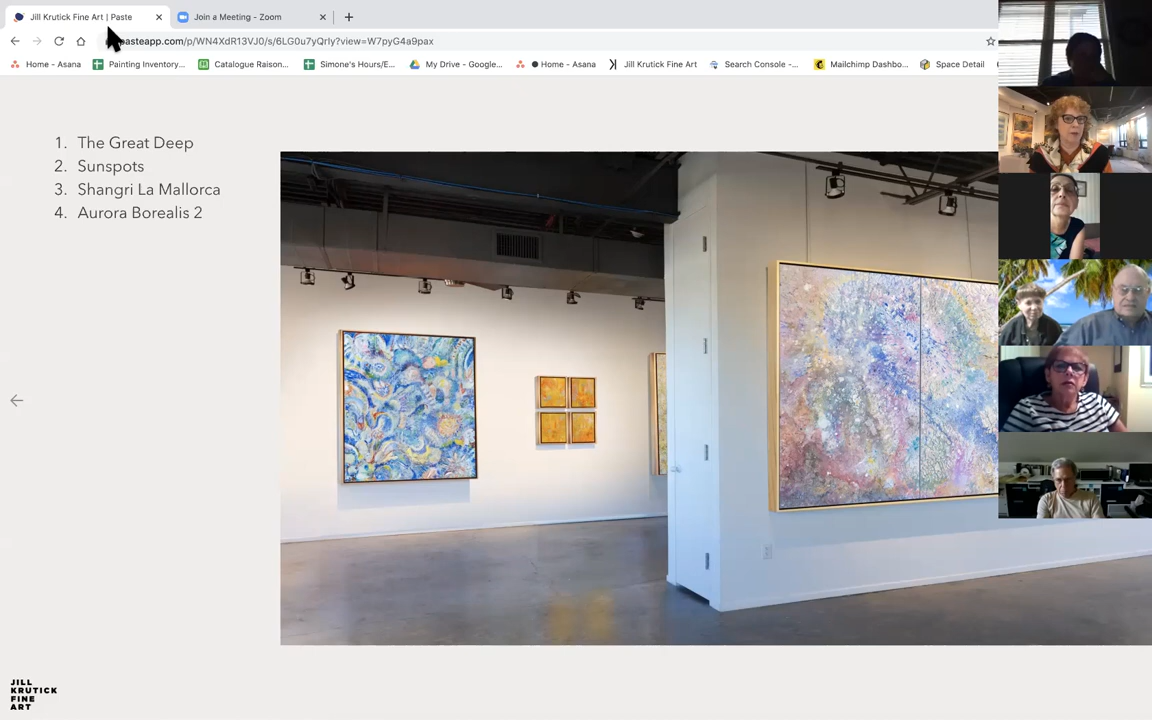 Jill Krutick Fine Art | Paste
Join a Meeting - Zoom
pasteapp.com/p/WN4XdR13VJ0/s/6LG0u7yQrly?view=W7pyG4a9pax
Home - Asana
Painting Inventory...
Catalogue Raison...
Simone's Hours/E...
My Drive - Google...
Home - Asana
Jill Krutick Fine Art
Search Console -...
Mailchimp Dashbo...
Space Detail
1. The Great Deep
2. Sunspots
3. Shangri La Mallorca
4. Aurora Borealis 2
JILL
KRUTICK
FINE
ART